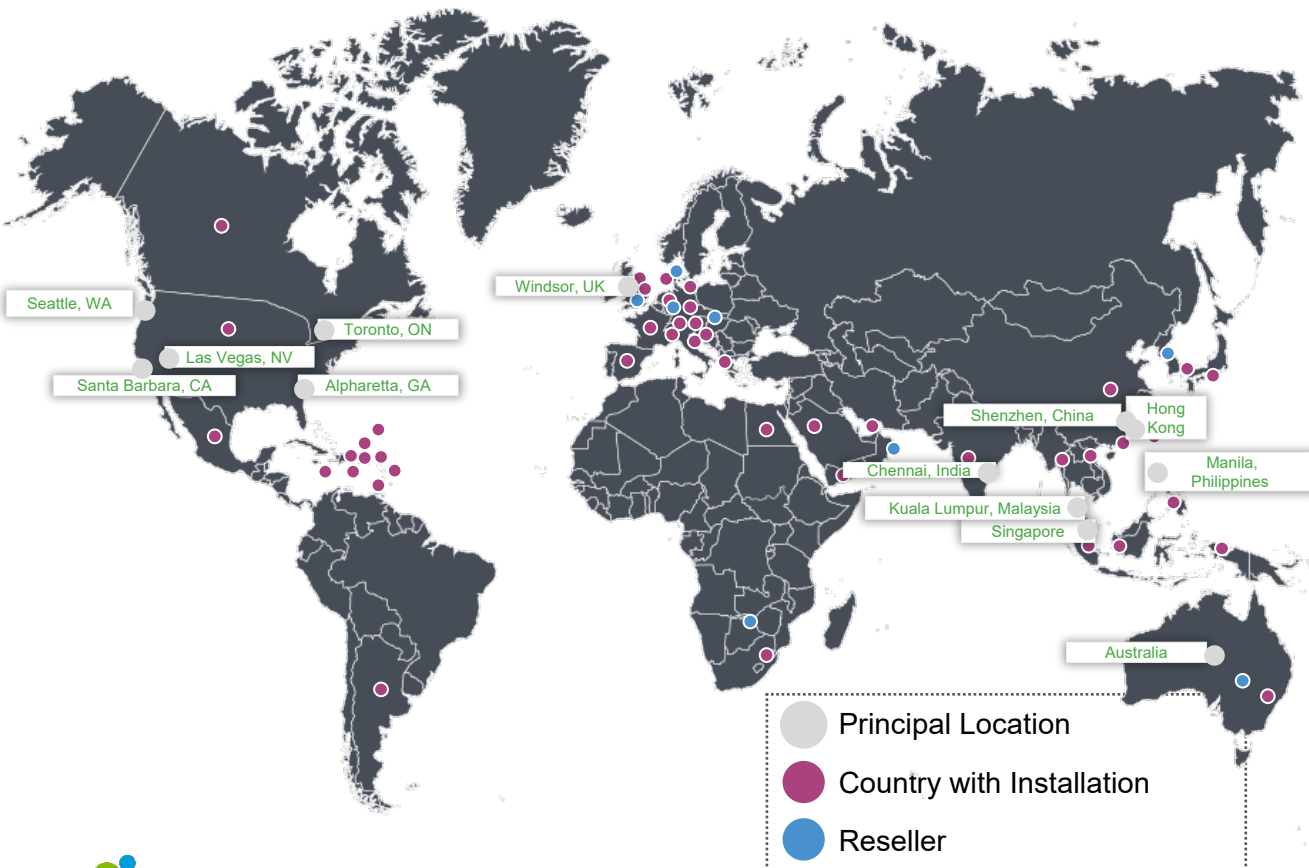 Windsor, UK
Seattle, WA
Toronto, ON
Las Vegas, NV
Santa Barbara, CA
Alpharetta, GA
Shenzhen, China
Hong
Kong
Chennai, India
Manila,
Philippines
Kuala Lumpur, Malaysia
Singapore
Australia
Principal Location
Country with Installation
Reseller